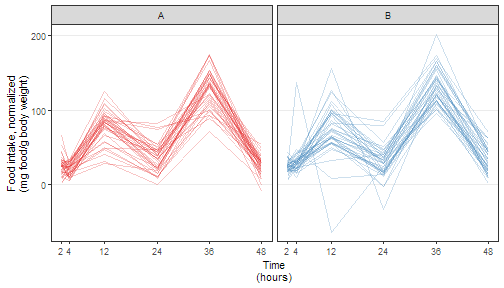 A B
Food intake, normalized
(mg food/g body weight)
200
100
0
2 4 12 24 36 48 2 4 12 24 36 48
Time
(hours)